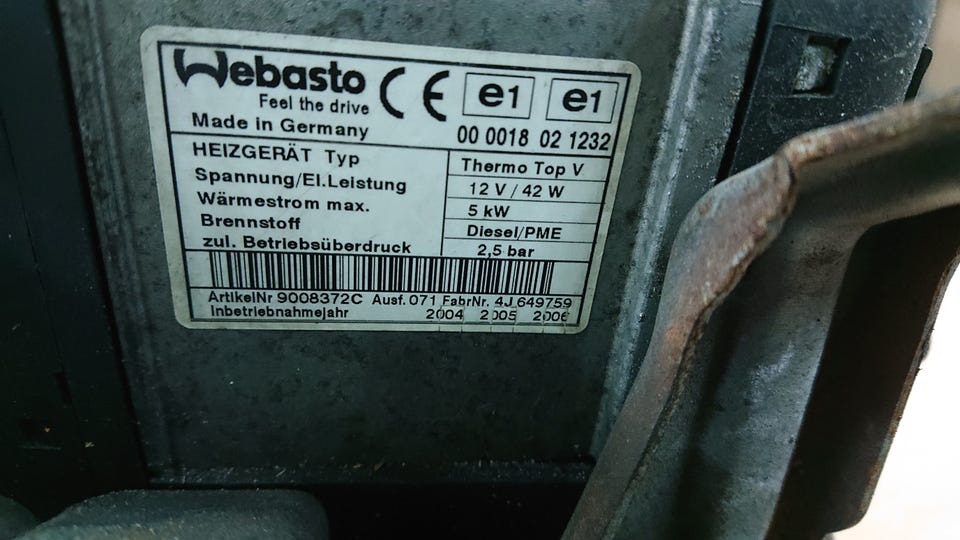 Webasto
Feel the drive
Made in Germany
CE e1 e1
00 0018 02 1232
HEIZGERÄT Typ Thermo Top V
Spannung/El.Leistung 12 V / 42 W
Wärmestrom max. 5 kW
Brennstoff Diesel/PME
zul. Betriebsüberdruck 2,5 bar
ArtikelNr 9008372C Ausf. 071 FabrNr. 4J 649759
Inbetriebnahmejahr 2004 2005 2006